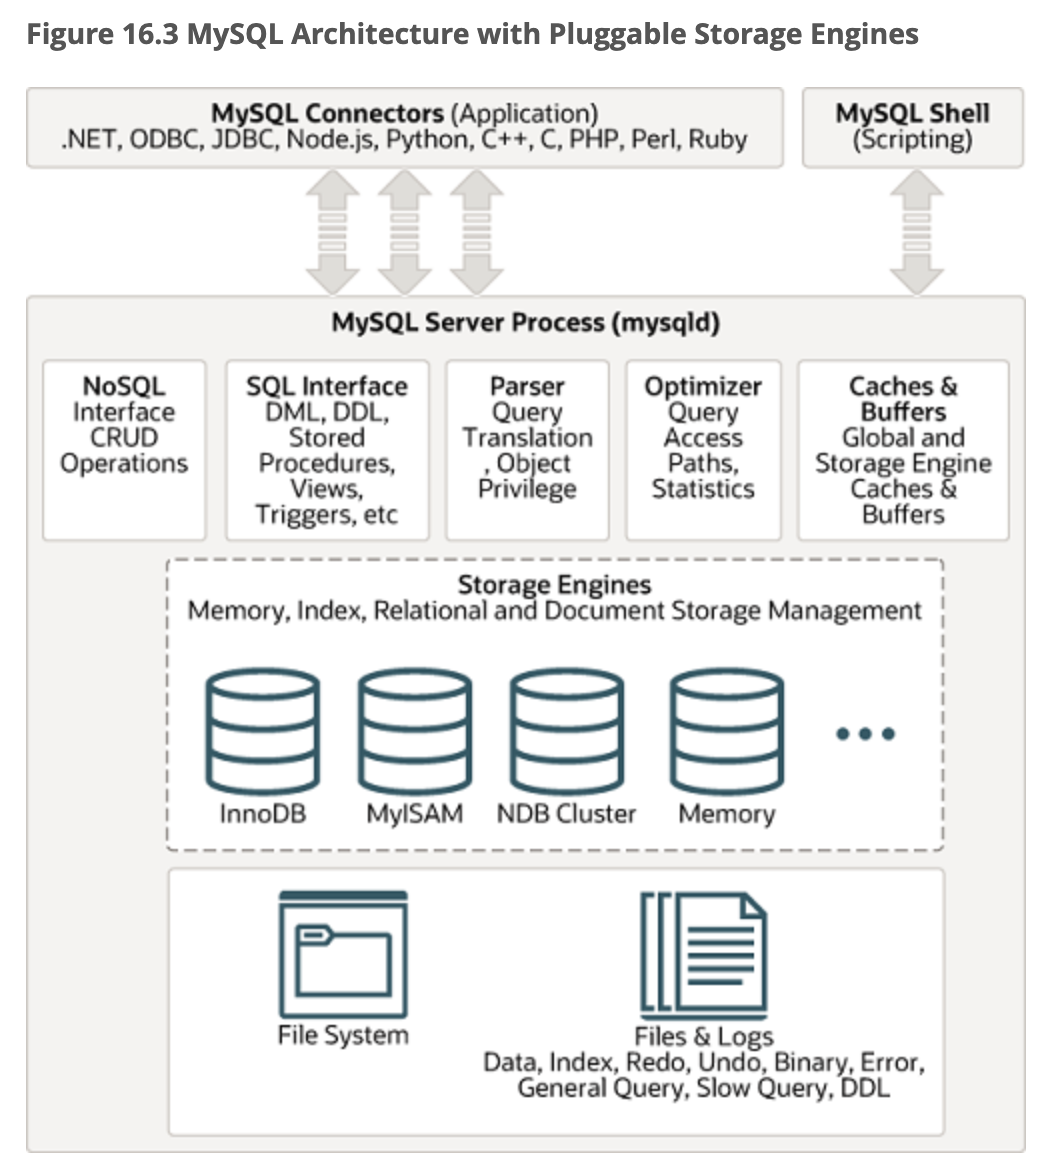 Figure 16.3 MySQL Architecture with Pluggable Storage Engines
MySQL Connectors (Application)
.NET, ODBC, JDBC, Node.js, Python, C++, C, PHP, Perl, Ruby
MySQL Shell
(Scripting)
MySQL Server Process (mysqld)
NoSQL
Interface
CRUD
Operations
SQL Interface
DML, DDL,
Stored
Procedures,
Views,
Triggers, etc
Parser
Query
Translation
, Object
Privilege
Optimizer
Query
Access
Paths,
Statistics
Caches &
Buffers
Global and
Storage Engine
Caches &
Buffers
Storage Engines
Memory, Index, Relational and Document Storage Management
InnoDB
MyISAM
NDB Cluster
Memory
File System
Files & Logs
Data, Index, Redo, Undo, Binary, Error,
General Query, Slow Query, DDL